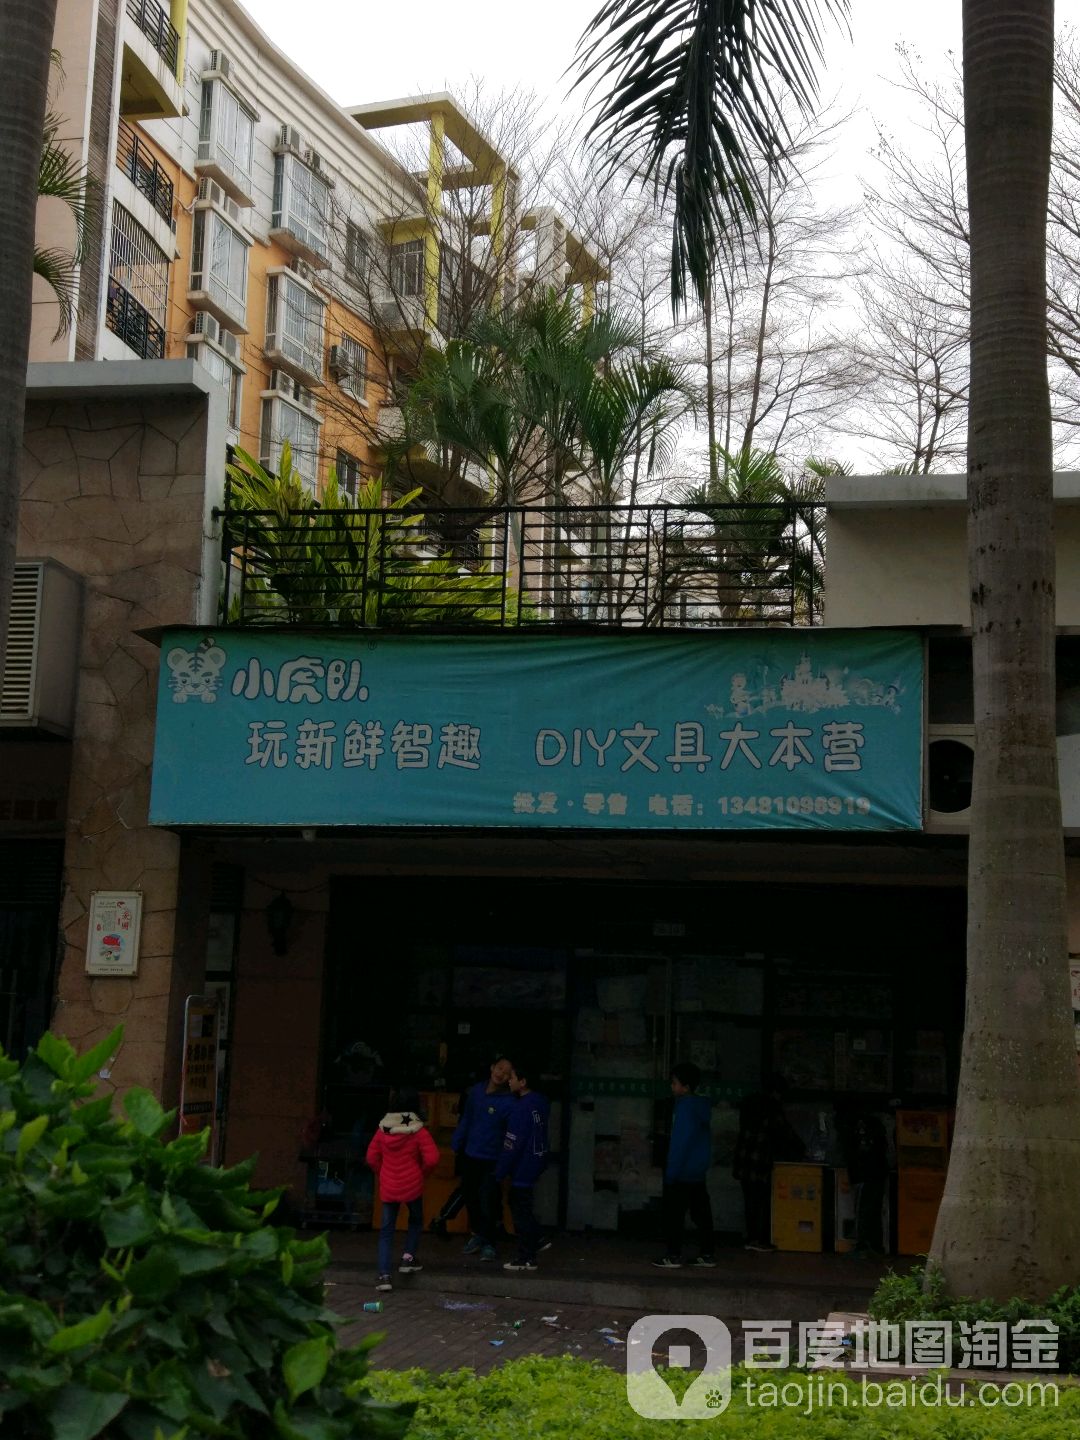 小虎队
玩新鲜智趣 DIY文具大本营
批发·零售 电话：13481096919
百度地图淘金
taojin.baidu.com